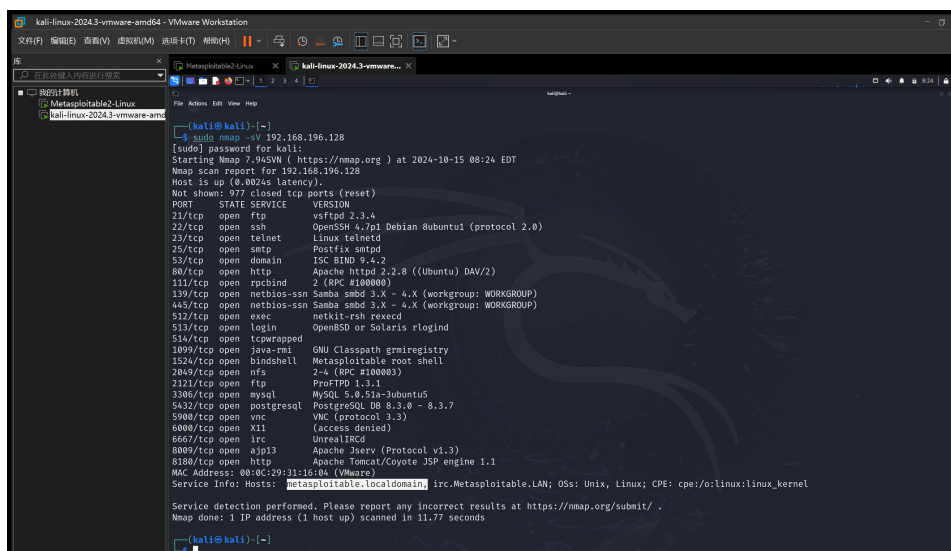 kali-linux-2024.3-vmware-amd64 - VMware Workstation
文件(F) 编辑(E) 查看(V) 虚拟机(M) 选项卡(T) 帮助(H)
库
在此处键入内容进行搜索
我的计算机
Metasploitable2-Linux
kali-linux-2024.3-vmware-amd
Metasploitable2-Linux
kali-linux-2024.3-vmware...
1 2 3 4
8:24
kali@kali: ~
File Actions Edit View Help
(kali㉿kali)-[~]
$ sudo nmap -sV 192.168.196.128
[sudo] password for kali:
Starting Nmap 7.94SVN ( https://nmap.org ) at 2024-10-15 08:24 EDT
Nmap scan report for 192.168.196.128
Host is up (0.0024s latency).
Not shown: 977 closed tcp ports (reset)
PORT STATE SERVICE VERSION
21/tcp open ftp vsftpd 2.3.4
22/tcp open ssh OpenSSH 4.7p1 Debian 8ubuntu1 (protocol 2.0)
23/tcp open telnet Linux telnetd
25/tcp open smtp Postfix smtpd
53/tcp open domain ISC BIND 9.4.2
80/tcp open http Apache httpd 2.2.8 ((Ubuntu) DAV/2)
111/tcp open rpcbind 2 (RPC #100000)
139/tcp open netbios-ssn Samba smbd 3.X - 4.X (workgroup: WORKGROUP)
445/tcp open netbios-ssn Samba smbd 3.X - 4.X (workgroup: WORKGROUP)
512/tcp open exec netkit-rsh rexecd
513/tcp open login OpenBSD or Solaris rlogind
514/tcp open tcpwrapped
1099/tcp open java-rmi GNU Classpath grmiregistry
1524/tcp open bindshell Metasploitable root shell
2049/tcp open nfs 2-4 (RPC #100003)
2121/tcp open ftp ProFTPD 1.3.1
3306/tcp open mysql MySQL 5.0.51a-3ubuntu5
5432/tcp open postgresql PostgreSQL DB 8.3.0 - 8.3.7
5900/tcp open vnc VNC (protocol 3.3)
6000/tcp open X11 (access denied)
6667/tcp open irc UnrealIRCd
8009/tcp open ajp13 Apache Jserv (Protocol v1.3)
8180/tcp open http Apache Tomcat/Coyote JSP engine 1.1
MAC Address: 00:0C:29:31:16:04 (VMware)
Service Info: Hosts: metasploitable.localdomain, irc.Metasploitable.LAN; OSs: Unix, Linux; CPE: cpe:/o:linux:linux_kernel
Service detection performed. Please report any incorrect results at https://nmap.org/submit/ .
Nmap done: 1 IP address (1 host up) scanned in 11.77 seconds
(kali㉿kali)-[~]
$